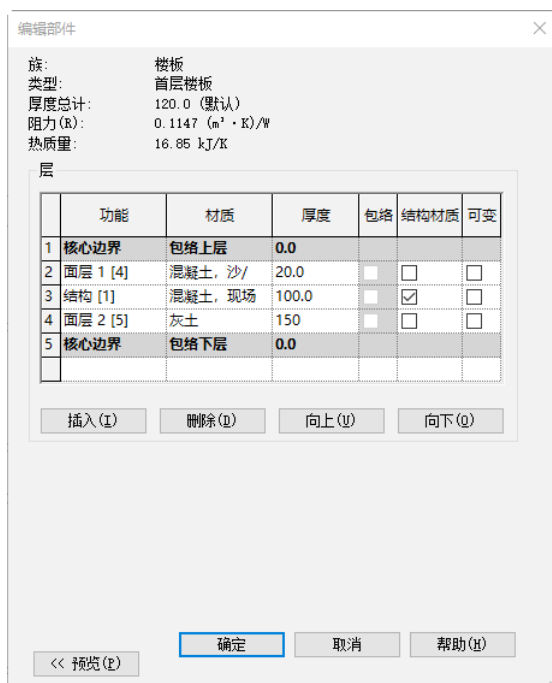 编辑部件
族: 楼板
类型: 首层楼板
厚度总计: 120.0 (默认)
阻力(R): 0.1147 (m²·K)/W
热质量: 16.85 kJ/K
层
功能 材质 厚度 包络 结构材质 可变
1 核心边界 包络上层 0.0
2 面层 1 [4] 混凝土, 沙/ 20.0
3 结构 [1] 混凝土, 现场 100.0
4 面层 2 [5] 灰土 150
5 核心边界 包络下层 0.0
插入(I) 删除(D) 向上(U) 向下(O)
确定 取消 帮助(H)
<< 预览(P)